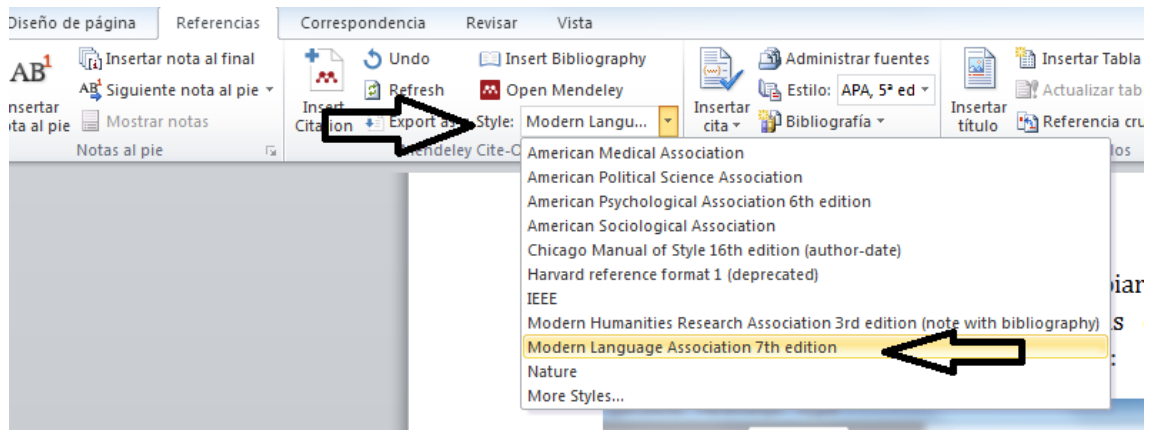 Diseño de página Referencias Correspondencia Revisar Vista
AB1 Insertar nota al final Undo Insert Bibliography Administrar fuentes Insertar Tabla
Siguiente nota al pie Refresh Open Mendeley Estilo: APA, 5ª ed Actualizar tab
nsertar Insert Insertar Insertar
ta al pie Mostrar notas Citation Export as Style: Modern Langu... cita Bibliografía título Referencia cru
Notas al pie Mendeley Cite-O los
American Medical Association
American Political Science Association
American Psychological Association 6th edition
American Sociological Association
Chicago Manual of Style 16th edition (author-date)
Harvard reference format 1 (deprecated)
IEEE
Modern Humanities Research Association 3rd edition (note with bibliography)
Modern Language Association 7th edition
Nature
More Styles...
iar
s
: